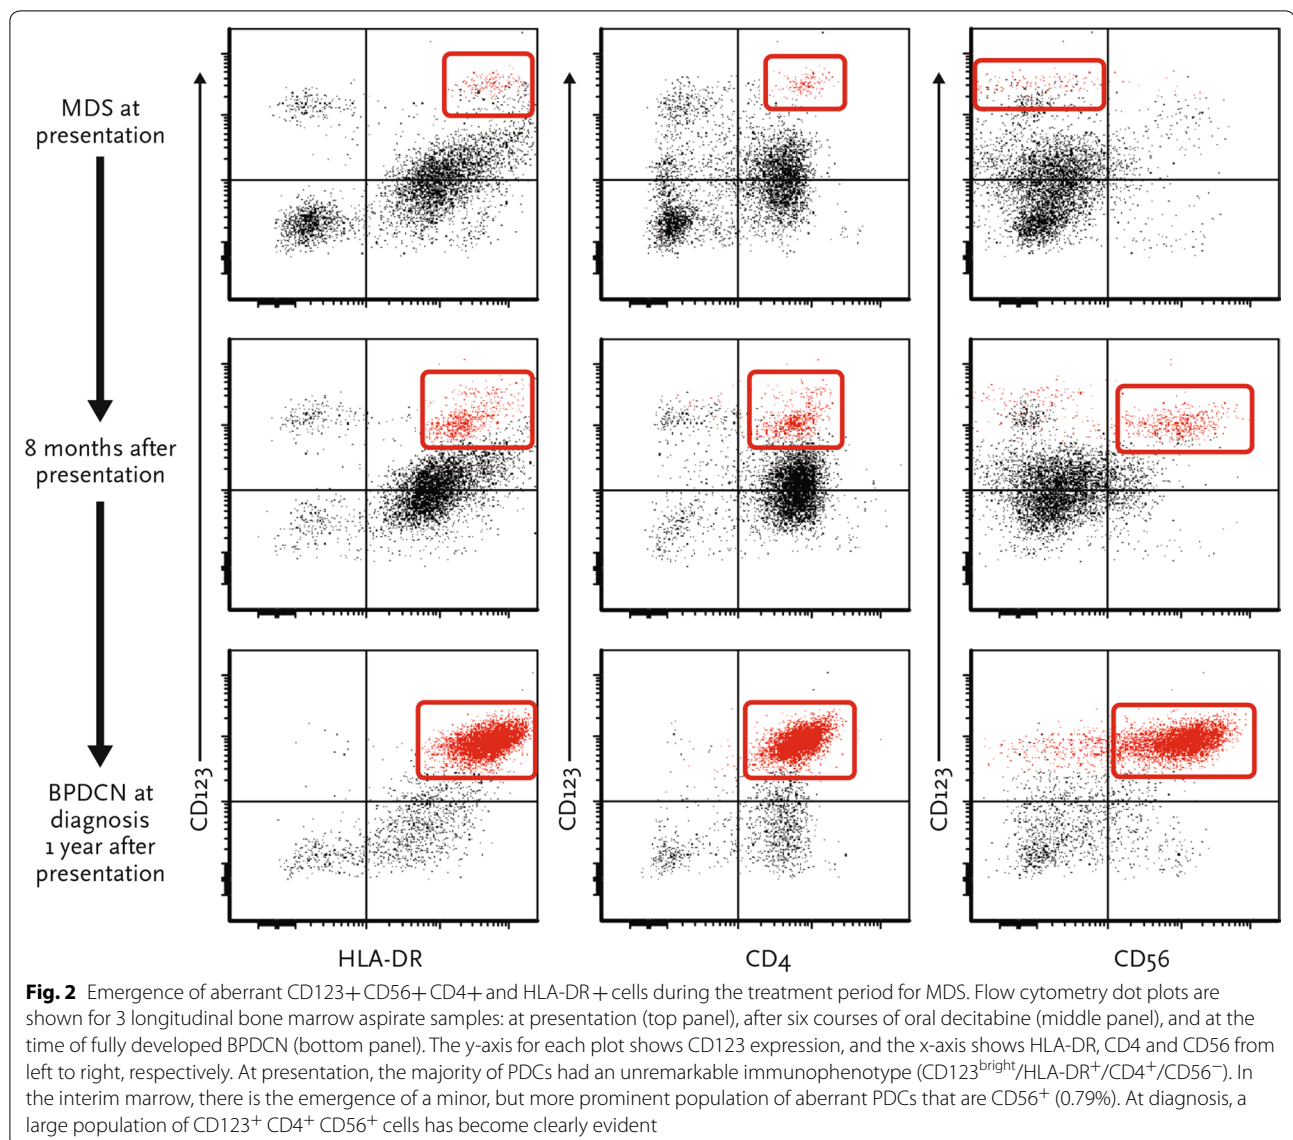 MDS at
presentation
8 months after
presentation
BPDCN at
diagnosis
1 year after
presentation
CD123
CD123
CD123
HLA-DR
CD4
CD56
Fig. 2 Emergence of aberrant CD123+CD56+CD4+ and HLA-DR+ cells during the treatment period for MDS. Flow cytometry dot plots are
shown for 3 longitudinal bone marrow aspirate samples: at presentation (top panel), after six courses of oral decitabine (middle panel), and at the
time of fully developed BPDCN (bottom panel). The y-axis for each plot shows CD123 expression, and the x-axis shows HLA-DR, CD4 and CD56 from
left to right, respectively. At presentation, the majority of PDCs had an unremarkable immunophenotype (CD123ᵇʳⁱᵍʰᵗ/HLA-DR⁺/CD4⁺/CD56⁻). In
the interim marrow, there is the emergence of a minor, but more prominent population of aberrant PDCs that are CD56⁺ (0.79%). At diagnosis, a
large population of CD123⁺ CD4⁺ CD56⁺ cells has become clearly evident